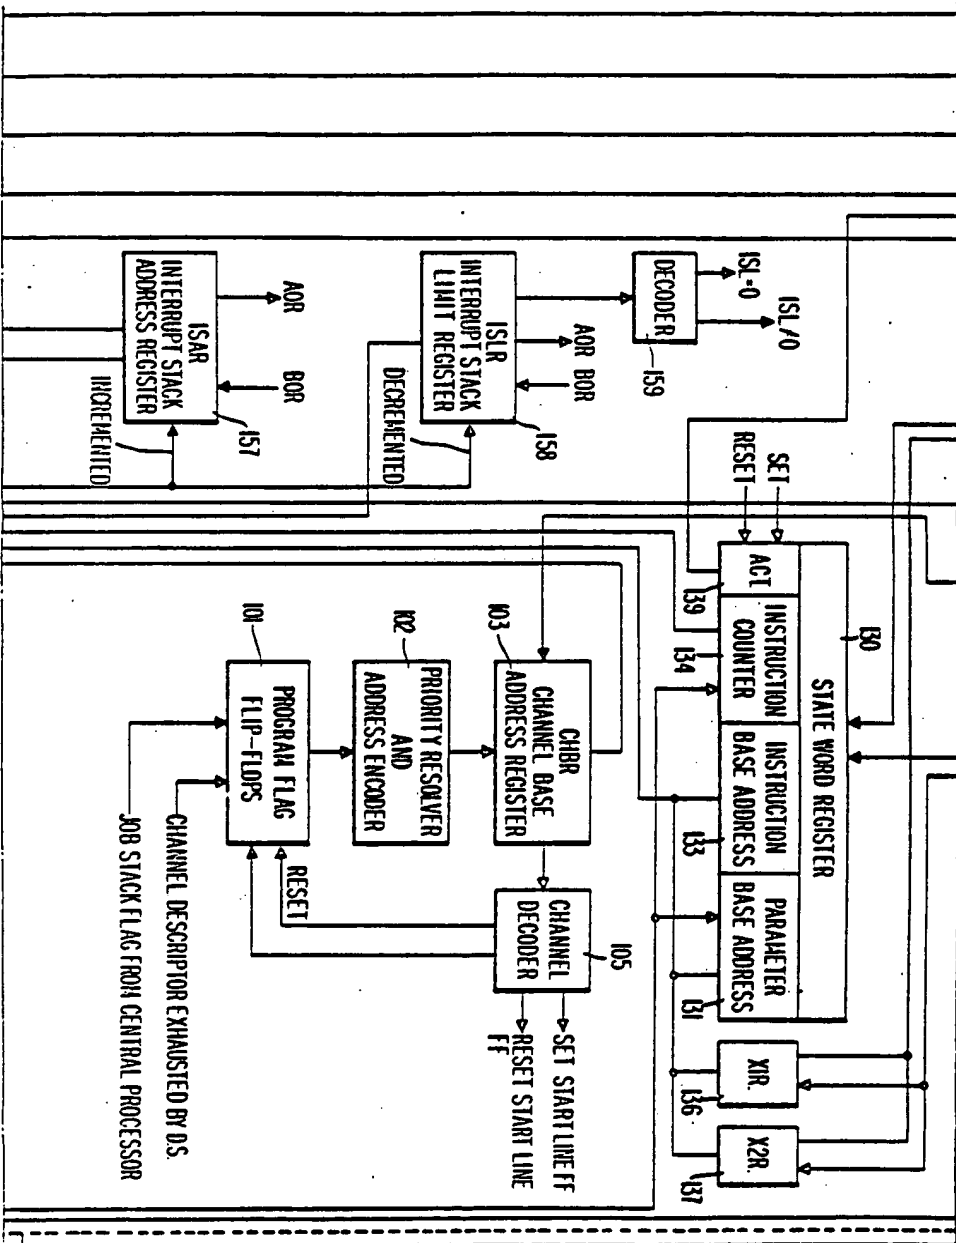 130
STATE WORD REGISTER
SET
RESET
ACT
139
INSTRUCTION
COUNTER
134
INSTRUCTION
BASE ADDRESS
133
PARAMETER
BASE ADDRESS
131
X1R.
136
X2R.
137
ISL=0
ISL≠0
DECODER
159
AOR
BOR
ISLR
INTERRUPT STACK
LIMIT REGISTER
158
DECREMENTED
AOR
BOR
ISAR
INTERRUPT STACK
ADDRESS REGISTER
157
INCREMENTED
CHBR
CHANNEL BASE
ADDRESS REGISTER
103
CHANNEL
DECODER
105
SET START LINE FF
RESET START LINE
FF
PRIORITY RESOLVER
AND
ADDRESS ENCODER
102
RESET
PROGRAM FLAG
FLIP-FLOPS
101
CHANNEL DESCRIPTOR EXHAUSTED BY D.S.
JOB STACK FLAG FROM CENTRAL PROCESSOR